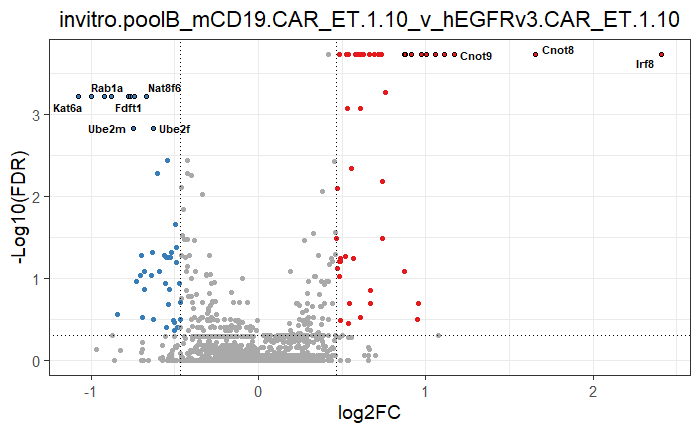 invitro.poolB_mCD19.CAR_ET.1.10_v_hEGFRv3.CAR_ET.1.10
-Log10(FDR)
3
2
1
0
Cnot8
Cnot9
Irf8
Rab1a
Nat8f6
Kat6a
Fdft1
Ube2m
Ube2f
-1
0
1
2
log2FC